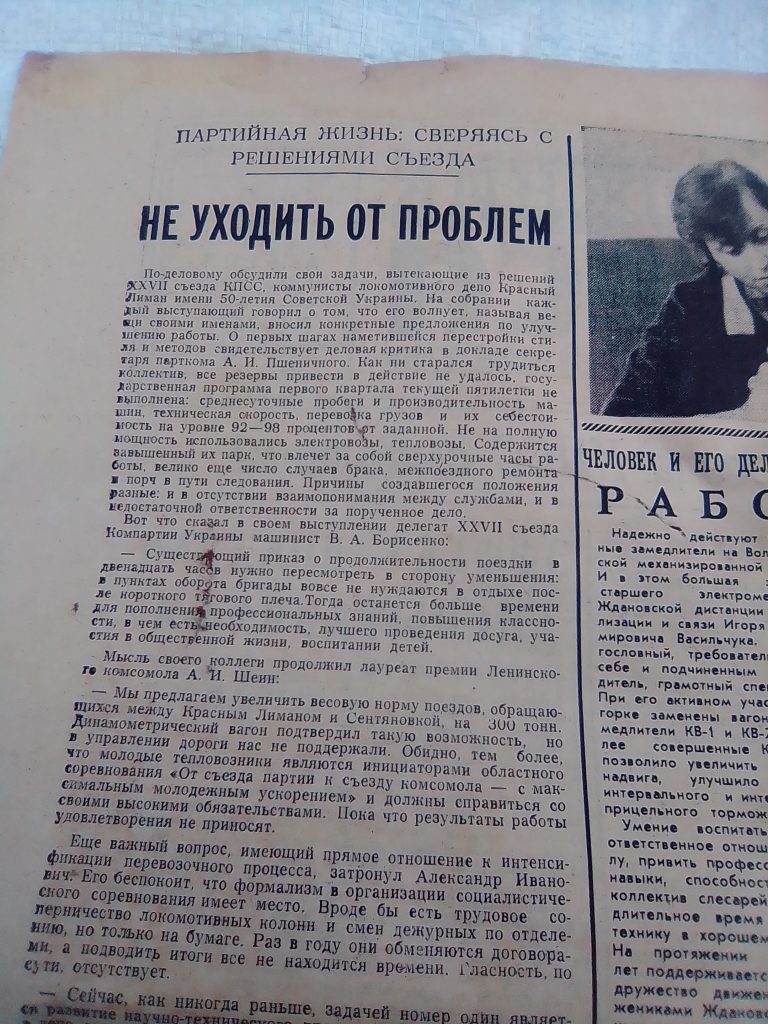 ПАРТИЙНАЯ ЖИЗНЬ: СВЕРЯЯСЬ С
РЕШЕНИЯМИ СЪЕЗДА
НЕ УХОДИТЬ ОТ ПРОБЛЕМ
По-деловому обсудили свои задачи, вытекающие из решений
XXVII съезда КПСС, коммунисты локомотивного депо Красный
Лиман имени 50-летия Советской Украины. На собрании каж-
дый выступающий говорил о том, что его волнует, называя ве-
щи своими именами, вносил конкретные предложения по улуч-
шению работы. О первых шагах наметившейся перестройки сти-
ля и методов свидетельствует деловая критика в докладе секре-
таря парткома А. И. Пшеничного. Как ни старался трудиться
коллектив, все резервы привести в действие не удалось, госу-
дарственная программа первого квартала текущей пятилетки не
выполнена: среднесуточные пробеги и производительность ма-
шин, техническая скорость, перевозка грузов и их себестои-
мость на уровне 92—98 процентов от заданной. Не на полную
мощность использовались электровозы, тепловозы. Содержится
завышенный их парк, что влечет за собой сверхурочные часы ра-
боты, велико еще число случаев брака, межпоездного ремонта
и порч в пути следования. Причины создавшегося положения
разные: и в отсутствии взаимопонимания между службами, и в
недостаточной ответственности за порученное дело.
Вот что сказал в своем выступлении делегат XXVII съезда
Компартии Украины машинист В. А. Борисенко:
— Существующий приказ о продолжительности поездки в
двенадцать часов нужно пересмотреть в сторону уменьшения:
в пунктах оборота бригады вовсе не нуждаются в отдыхе пос-
ле короткого тягового плеча.Тогда останется больше времени
для пополнения профессиональных знаний, повышения классно-
сти, в чем есть необходимость, лучшего проведения досуга, уча-
стия в общественной жизни, воспитании детей.
Мысль своего коллеги продолжил лауреат премии Ленинско-
го комсомола А. И. Шеин:
— Мы предлагаем увеличить весовую норму поездов, обращаю-
щихся между Красным Лиманом и Сентяновкой, на 300 тонн.
Динамометрический вагон подтвердил такую возможность, но
в управлении дороги нас не поддержали. Обидно, тем более,
что молодые тепловозники являются инициаторами областного
соревнования «От съезда партии к съезду комсомола — с мак-
симальным молодежным ускорением» и должны справиться со
своими высокими обязательствами. Пока что результаты работы
удовлетворения не приносят.
Еще важный вопрос, имеющий прямое отношение к интенси-
фикации перевозочного процесса, затронул Александр Ивано-
вич. Его беспокоит, что формализм в организации социалистиче-
ского соревнования имеет место. Вроде бы есть трудовое со-
перничество локомотивных колонн и смен дежурных по отделе-
нию, но только на бумаге. Раз в году они обменяются договора-
ми, а подводить итоги все не находится времени. Гласность, по
сути, отсутствует.
— Сейчас, как никогда раньше, задачей номер один являет-
ся развитие научно-технического
ЧЕЛОВЕК И ЕГО ДЕЛ
РАБО
Надежно действуют
ные замедлители на Вол
ской механизированной
И в этом большая з
старшего электроме
Ждановской дистанции
лизации и связи Игоря
мировича Васильчука.
гословный, требовател
себе и подчиненным
дитель, грамотный спе
При его активном учас
горке заменены вагон
медлители КВ-1 и КВ-2
лее совершенные К
позволило увеличить
надвига, улучшило
интервального и инте
прицельного тормож
Умение воспитат
ответственное отнош
лу, привить професс
навыки, способност
коллектив слесарей
длительное время
технику в хорошем
На протяжении
лет поддерживаетс
дружество движен
жениками Жданово